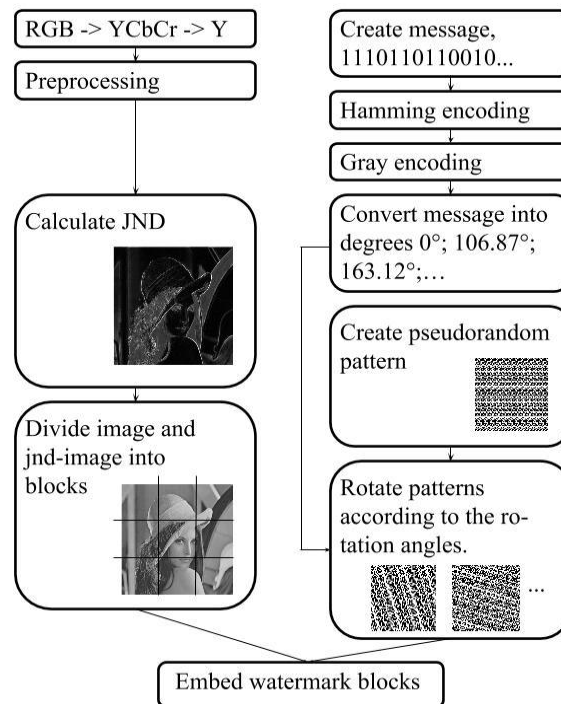 RGB -> YCbCr -> Y
Preprocessing
Calculate JND
Divide image and
jnd-image into
blocks
Create message,
1110110110010...
Hamming encoding
Gray encoding
Convert message into
degrees 0°; 106.87°;
163.12°;…
Create pseudorandom
pattern
Rotate patterns
according to the ro-
tation angles.
...
Embed watermark blocks